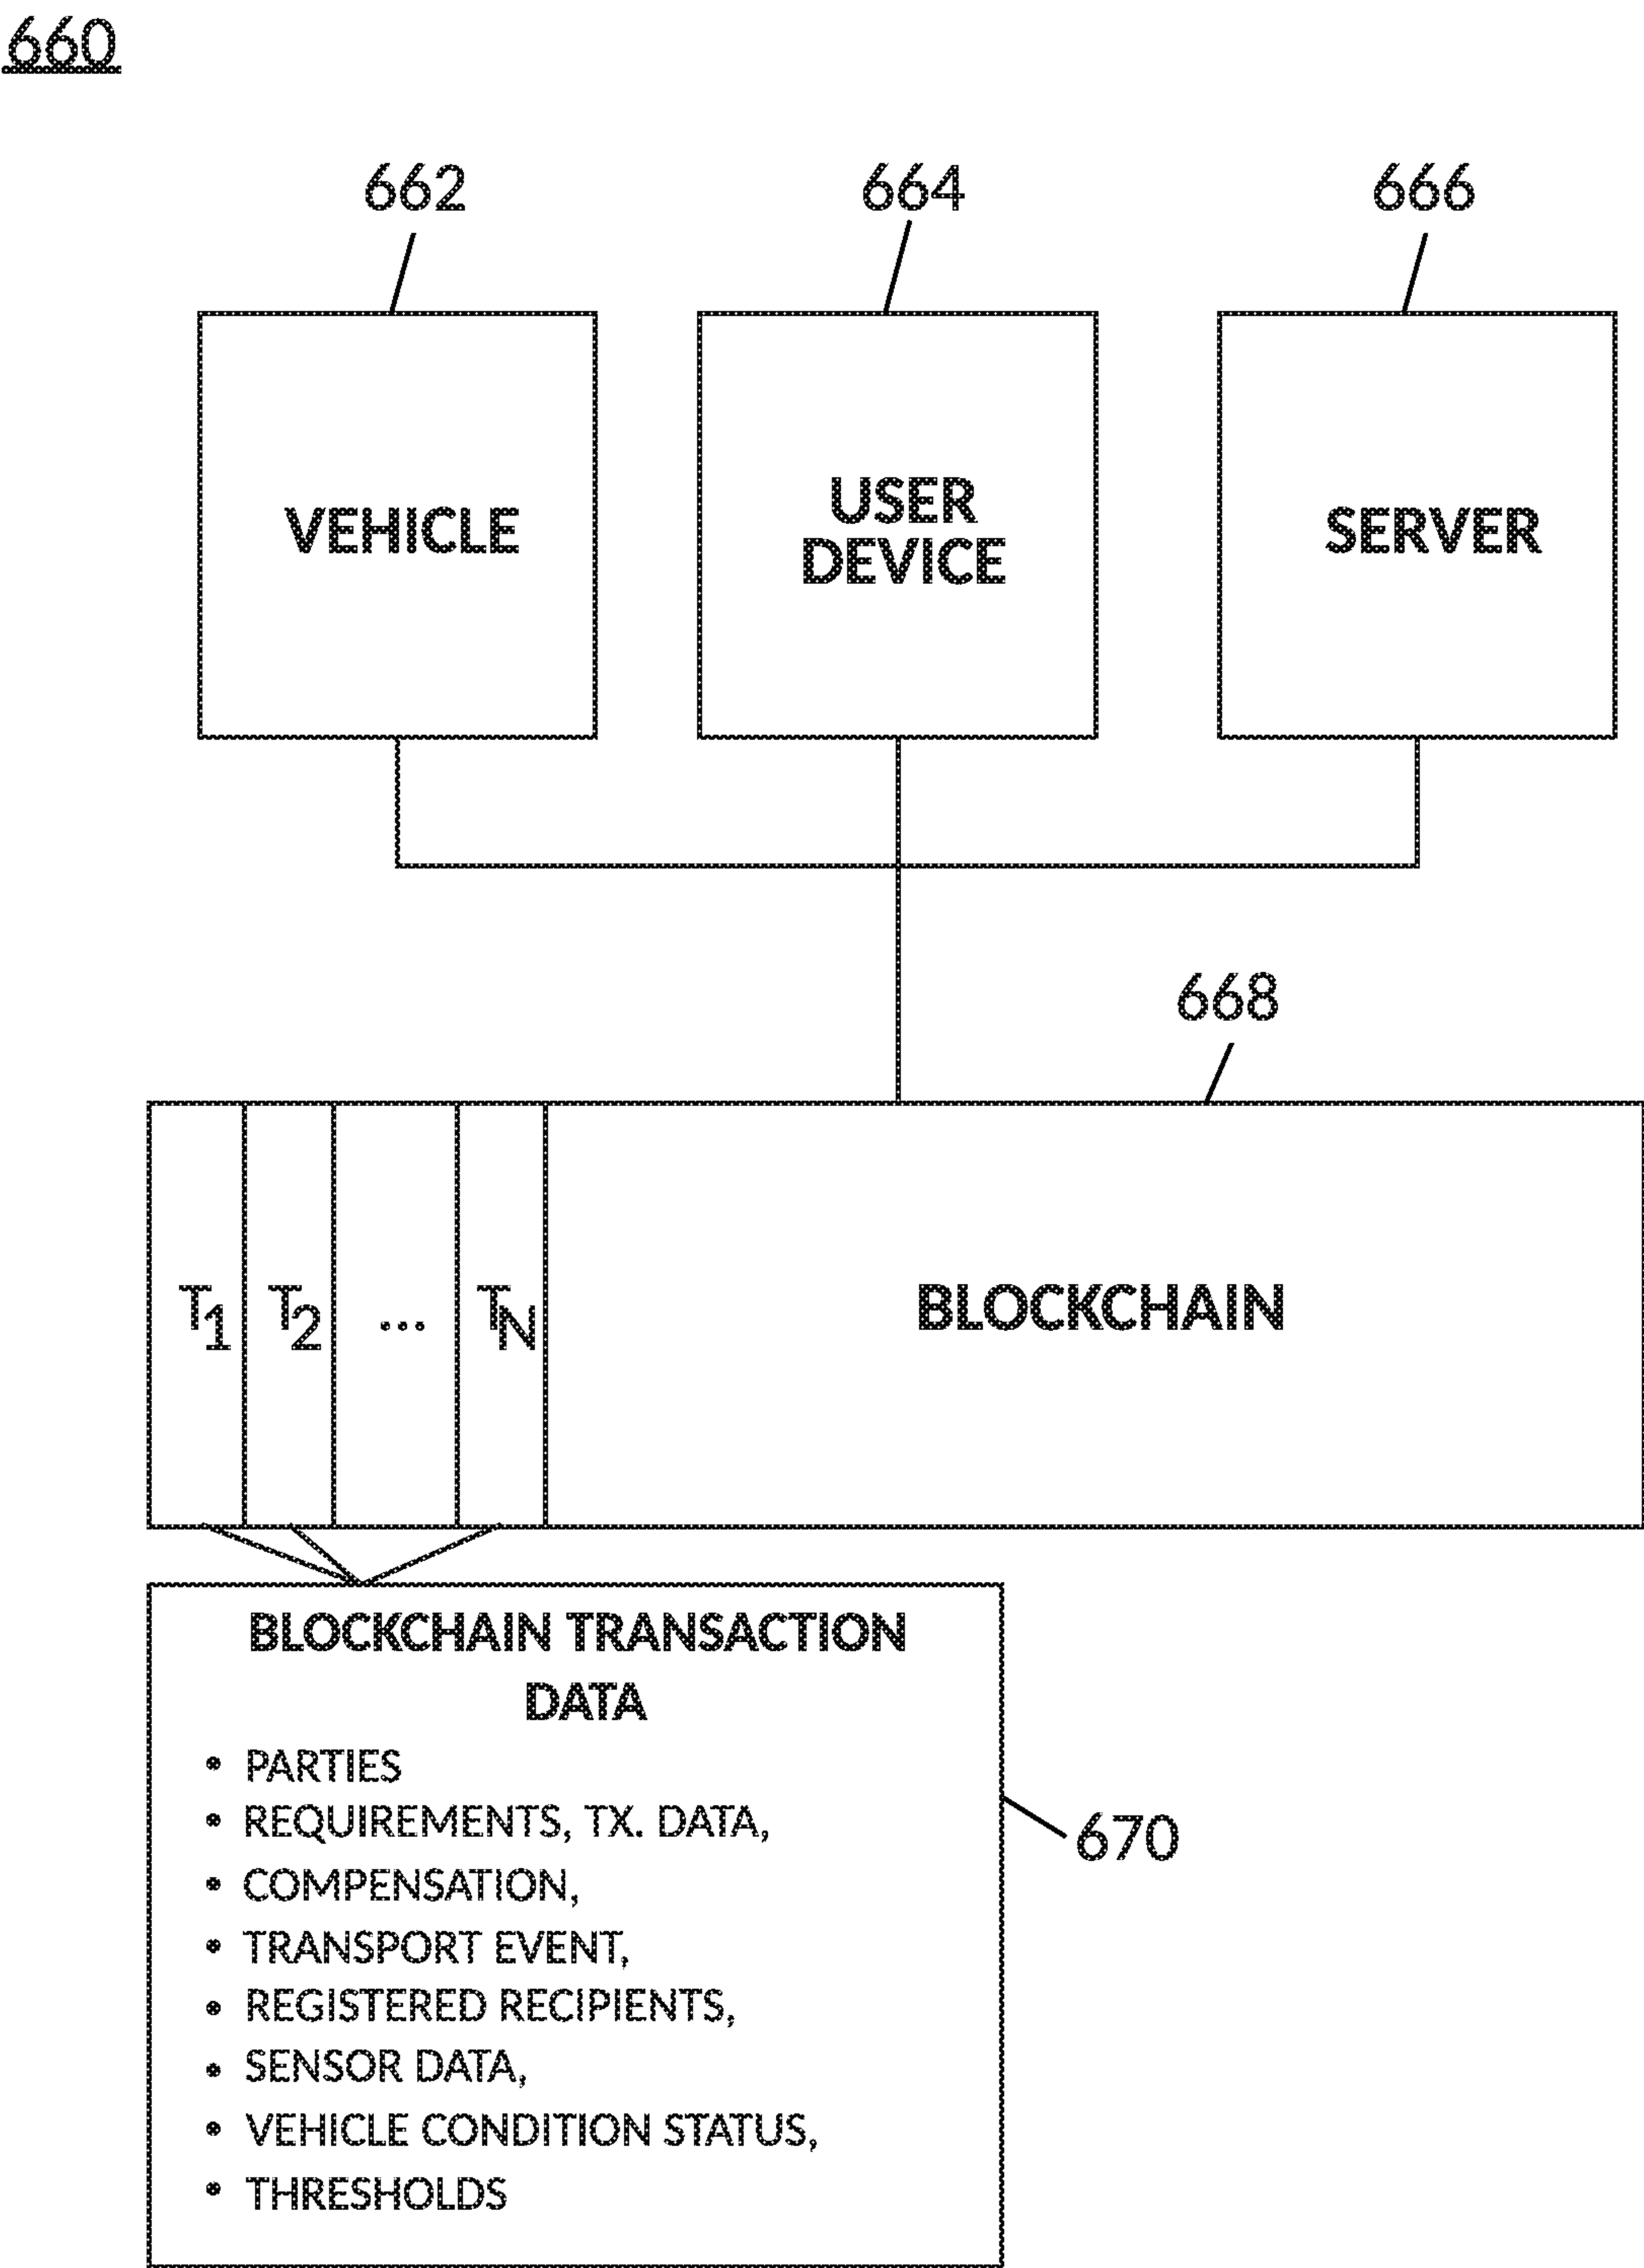 660
662
664
666
VEHICLE
USER
DEVICE
SERVER
668
T1
T2
...
TN
BLOCKCHAIN
BLOCKCHAIN TRANSACTION
DATA
• PARTIES
• REQUIREMENTS, TX. DATA,
• COMPENSATION,
• TRANSPORT EVENT,
• REGISTERED RECIPIENTS,
• SENSOR DATA,
• VEHICLE CONDITION STATUS,
• THRESHOLDS
670